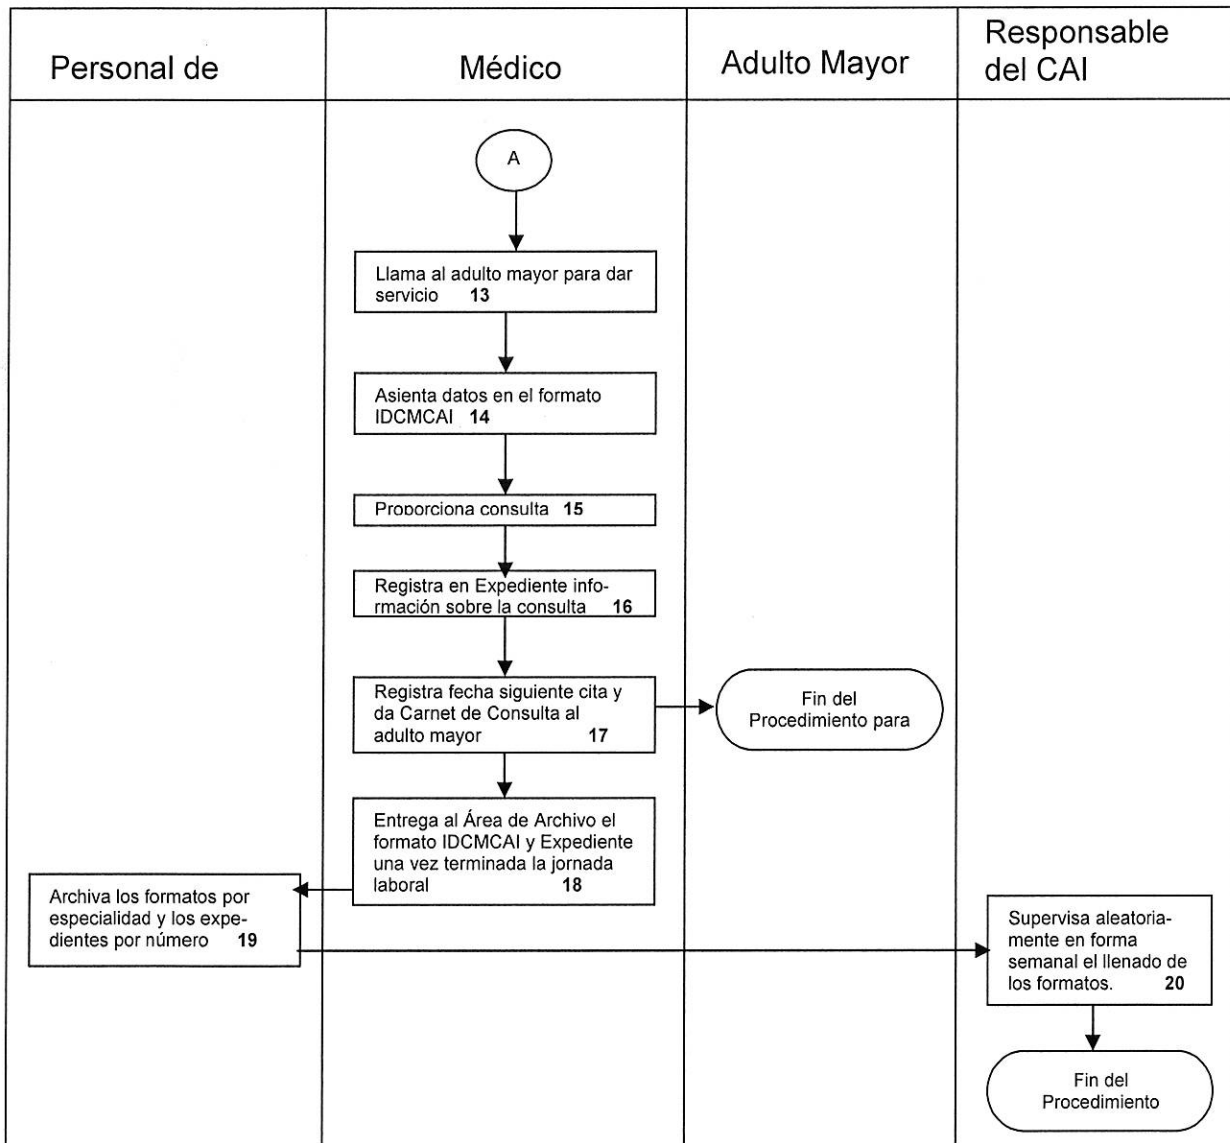 Personal de
Médico
Adulto Mayor
Responsable
del CAI
A
Llama al adulto mayor para dar
servicio 13
Asienta datos en el formato
IDCMCAI 14
Proporciona consulta 15
Registra en Expediente info-
rmación sobre la consulta 16
Registra fecha siguiente cita y
da Carnet de Consulta al
adulto mayor 17
Fin del
Procedimiento para
Entrega al Área de Archivo el
formato IDCMCAI y Expediente
una vez terminada la jornada
laboral 18
Archiva los formatos por
especialidad y los expe-
dientes por número 19
Supervisa aleatoria-
mente en forma
semanal el llenado de
los formatos. 20
Fin del
Procedimiento